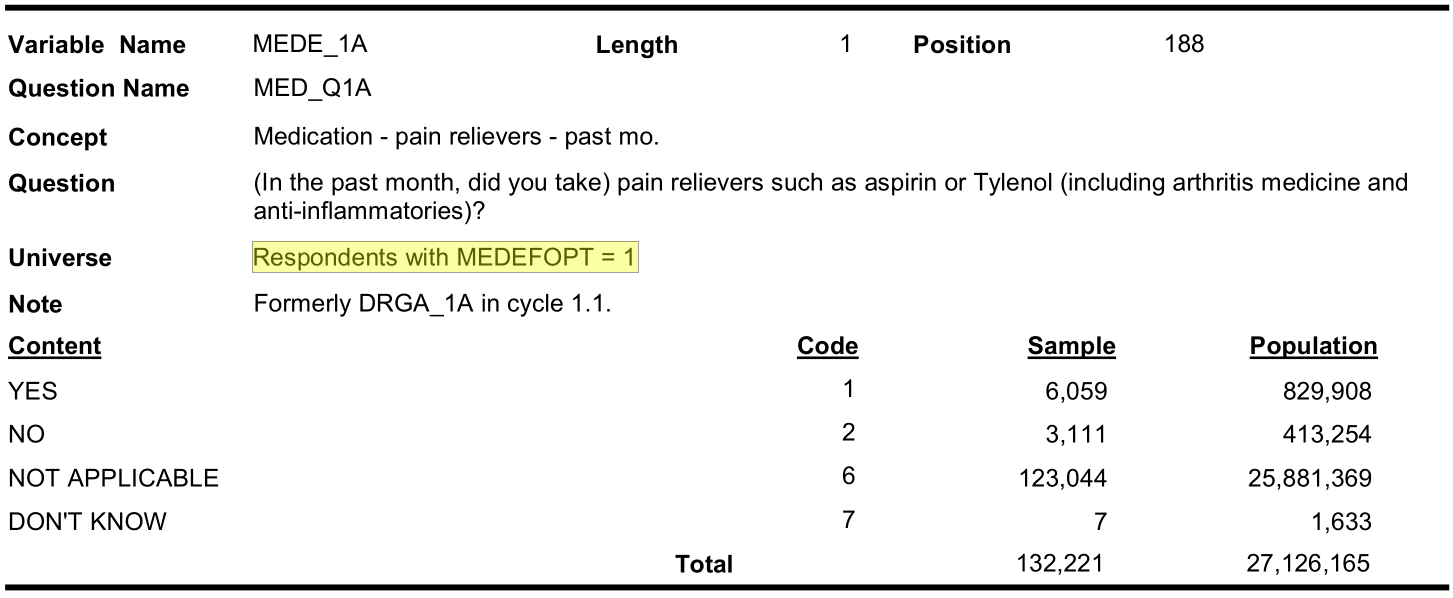 Variable Name MEDE_1A Length 1 Position 188
Question Name MED_Q1A
Concept Medication - pain relievers - past mo.
Question (In the past month, did you take) pain relievers such as aspirin or Tylenol (including arthritis medicine and
anti-inflammatories)?
Universe Respondents with MEDEFOPT = 1
Note Formerly DRGA_1A in cycle 1.1.
Content Code Sample Population
YES 1 6,059 829,908
NO 2 3,111 413,254
NOT APPLICABLE 6 123,044 25,881,369
DON'T KNOW 7 7 1,633
Total 132,221 27,126,165